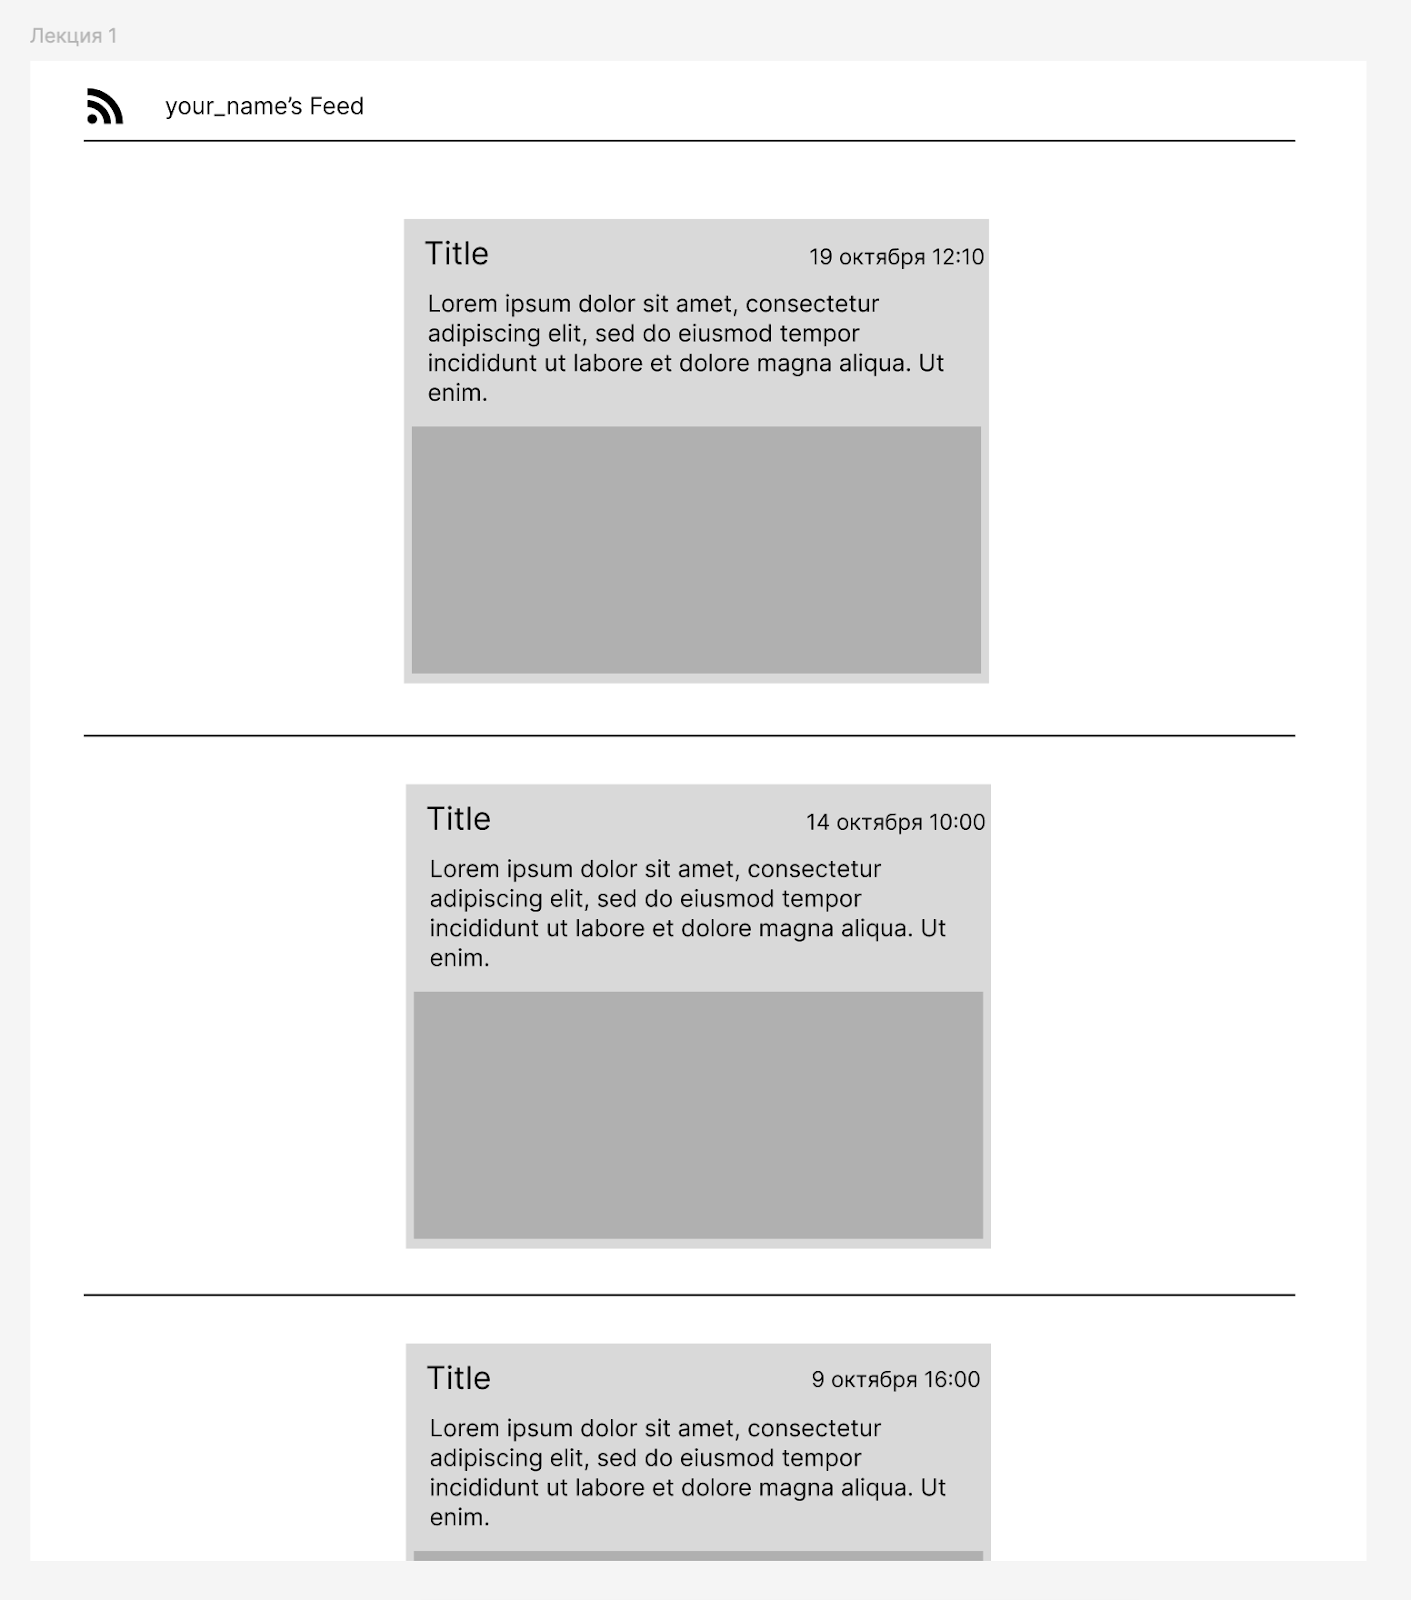 Лекция 1
your_name’s Feed
Title
19 октября 12:10
Lorem ipsum dolor sit amet, consectetur
adipiscing elit, sed do eiusmod tempor
incididunt ut labore et dolore magna aliqua. Ut
enim.
Title
14 октября 10:00
Lorem ipsum dolor sit amet, consectetur
adipiscing elit, sed do eiusmod tempor
incididunt ut labore et dolore magna aliqua. Ut
enim.
Title
9 октября 16:00
Lorem ipsum dolor sit amet, consectetur
adipiscing elit, sed do eiusmod tempor
incididunt ut labore et dolore magna aliqua. Ut
enim.